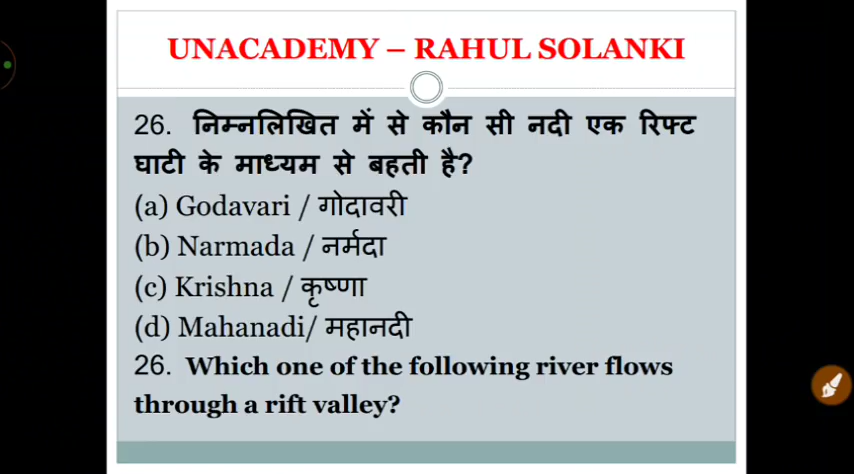 UNACADEMY – RAHUL SOLANKI
26. निम्नलिखित में से कौन सी नदी एक रिफ्ट
घाटी के माध्यम से बहती है?
(a) Godavari / गोदावरी
(b) Narmada / नर्मदा
(c) Krishna / कृष्णा
(d) Mahanadi/ महानदी
26. Which one of the following river flows
through a rift valley?